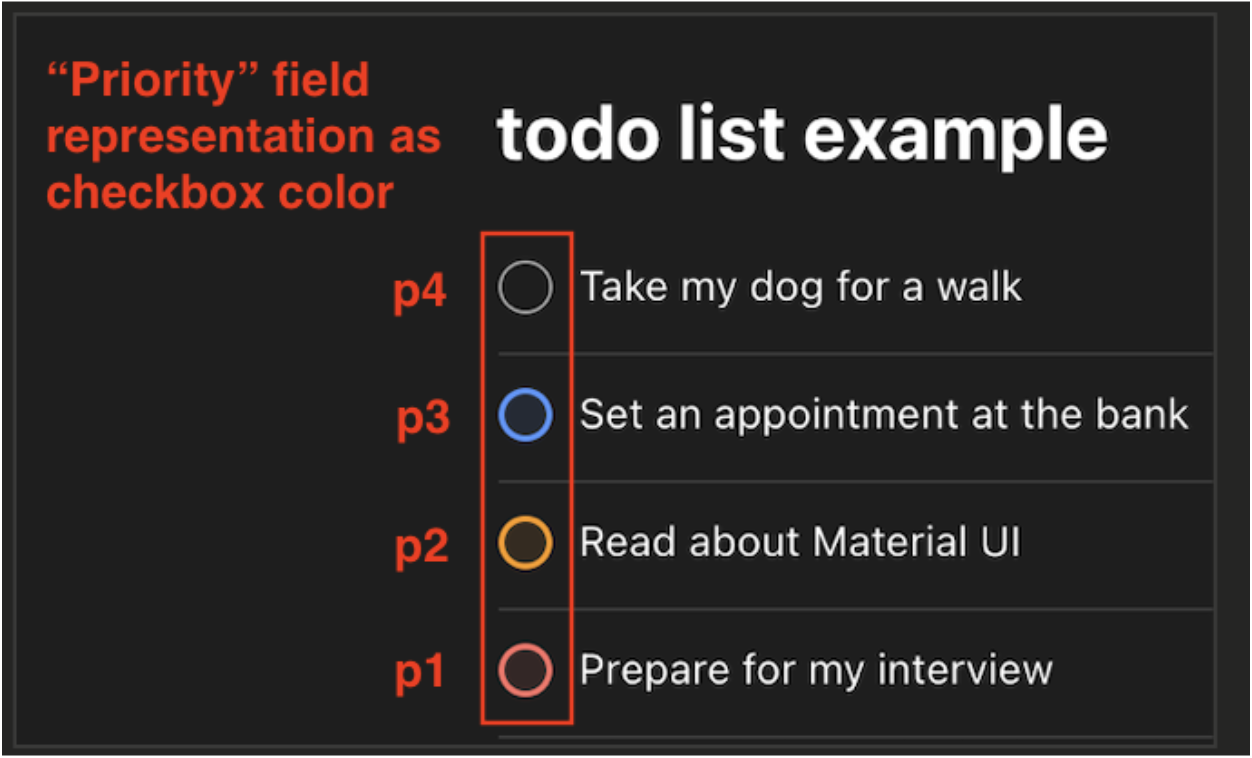 “Priority” field
representation as
checkbox color
todo list example
p4 Take my dog for a walk
p3 Set an appointment at the bank
p2 Read about Material UI
p1 Prepare for my interview